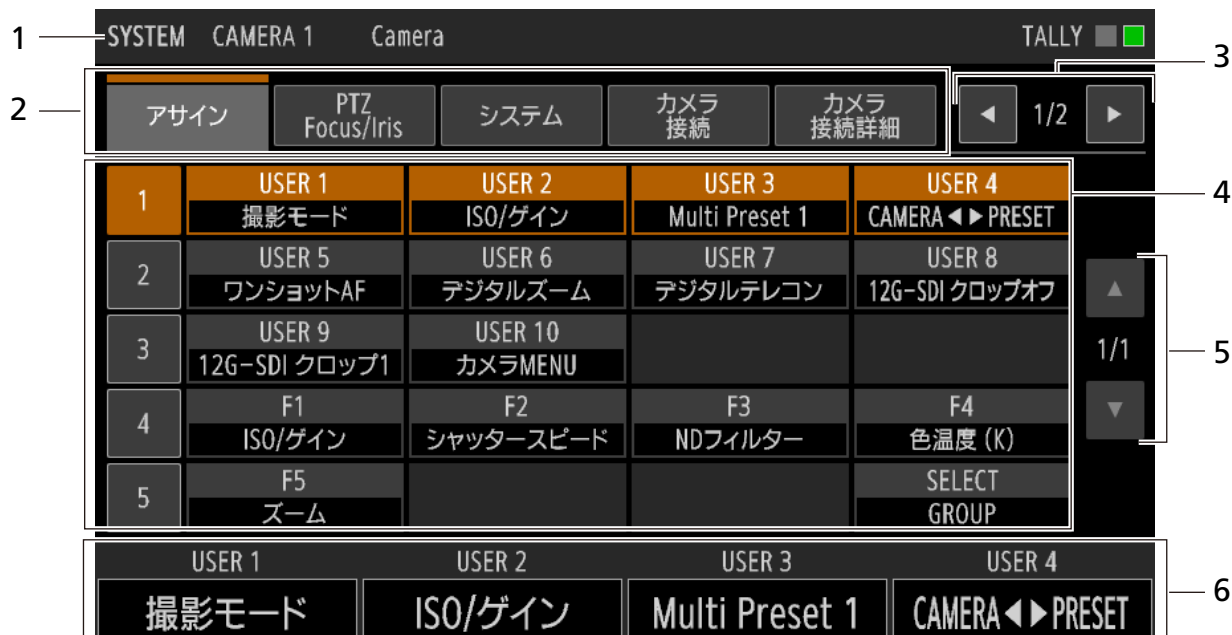 1
SYSTEM CAMERA 1 Camera TALLY
3
2
アサイン
PTZ
Focus/Iris
システム
カメラ
接続
カメラ
接続詳細
◀ 1/2 ▶
4
1
USER 1 USER 2 USER 3 USER 4
撮影モード ISO/ゲイン Multi Preset 1 CAMERA◀▶PRESET
2
USER 5 USER 6 USER 7 USER 8
ワンショットAF デジタルズーム デジタルテレコン 12G-SDI クロップオフ
3
USER 9 USER 10
12G-SDI クロップ1 カメラMENU
4
F1 F2 F3 F4
ISO/ゲイン シャッタースピード NDフィルター 色温度 (K)
5
F5 SELECT
ズーム GROUP
▲
1/1
▼
5
USER 1 USER 2 USER 3 USER 4
撮影モード ISO/ゲイン Multi Preset 1 CAMERA◀▶PRESET
6